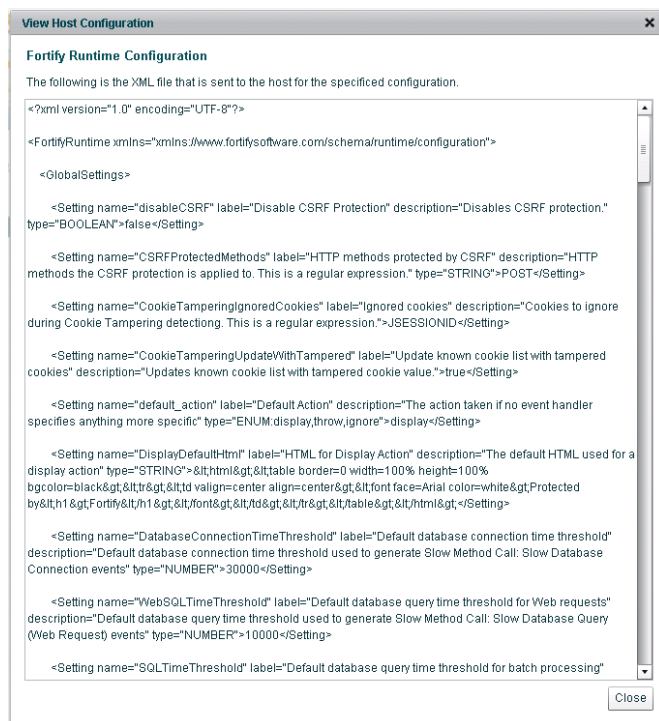 View Host Configuration
Fortify Runtime Configuration
The following is the XML file that is sent to the host for the specificed configuration.
<?xml version="1.0" encoding="UTF-8"?>
<FortifyRuntime xmlns="xmlns://www.fortifysoftware.com/schema/runtime/configuration">
<GlobalSettings>
<Setting name="disableCSRF" label="Disable CSRF Protection" description="Disables CSRF protection."
type="BOOLEAN">false</Setting>
<Setting name="CSRFProtectedMethods" label="HTTP methods protected by CSRF" description="HTTP
methods the CSRF protection is applied to. This is a regular expression." type="STRING">POST</Setting>
<Setting name="CookieTamperingIgnoredCookies" label="Ignored cookies" description="Cookies to ignore
during Cookie Tampering detectiong. This is a regular expression.">JSESSIONID</Setting>
<Setting name="CookieTamperingUpdateWithTampered" label="Update known cookie list with tampered
cookies" description="Updates known cookie list with tampered cookie value.">true</Setting>
<Setting name="default_action" label="Default Action" description="The action taken if no event handler
specifies anything more specific" type="ENUM:display,throw,ignore">display</Setting>
<Setting name="DisplayDefaultHtml" label="HTML for Display Action" description="The default HTML used for a
display action" type="STRING">&lt;html&gt;&lt;table border=0 width=100% height=100%
bgcolor=black&gt;&lt;tr&gt;&lt;td valign=center align=center&gt;&lt;font face=Arial color=white&gt;Protected
by&lt;h1&gt;Fortify&lt;/h1&gt;&lt;/font&gt;&lt;/td&gt;&lt;/tr&gt;&lt;/table&gt;&lt;/html&gt;</Setting>
<Setting name="DatabaseConnectionTimeThreshold" label="Default database connection time threshold"
description="Default database connection time threshold used to generate Slow Method Call: Slow Database
Connection events" type="NUMBER">30000</Setting>
<Setting name="WebSQLTimeThreshold" label="Default database query time threshold for Web requests"
description="Default database query time threshold used to generate Slow Method Call: Slow Database Query
(Web Request) events" type="NUMBER">10000</Setting>
<Setting name="SQLTimeThreshold" label="Default database query time threshold for batch processing"
Close